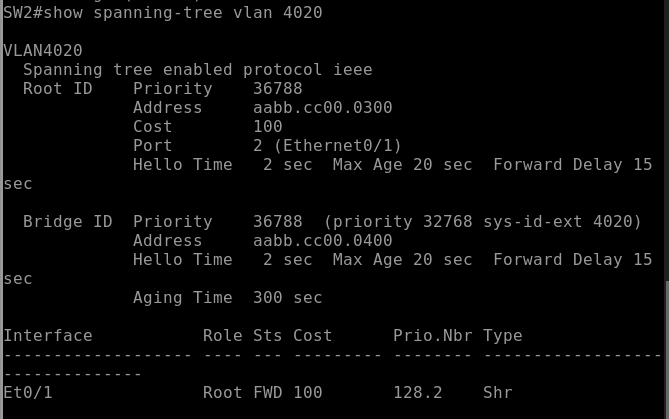 SW2#show spanning-tree vlan 4020
VLAN4020
  Spanning tree enabled protocol ieee
  Root ID    Priority    36788
             Address     aabb.cc00.0300
             Cost        100
             Port        2 (Ethernet0/1)
             Hello Time   2 sec  Max Age 20 sec  Forward Delay 15
sec
  Bridge ID  Priority    36788  (priority 32768 sys-id-ext 4020)
             Address     aabb.cc00.0400
             Hello Time   2 sec  Max Age 20 sec  Forward Delay 15
sec
             Aging Time  300 sec
Interface           Role Sts Cost      Prio.Nbr Type
------------------- ---- --- --------- -------- ------------------
--------------
Et0/1               Root FWD 100       128.2    Shr